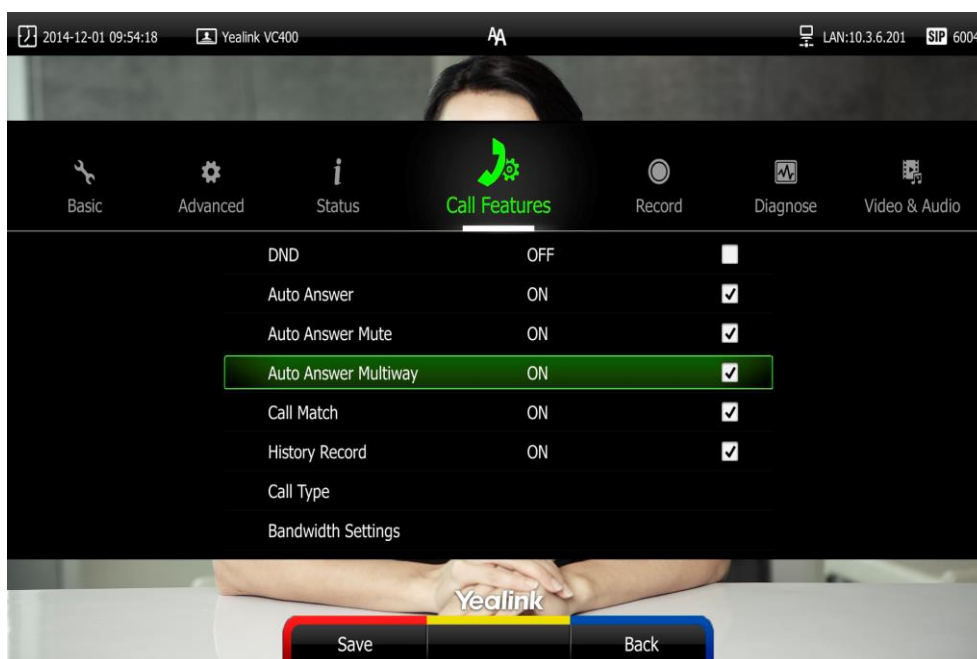 2014-12-01 09:54:18 Yealink VC400 AA LAN:10.3.6.201 SIP 6004
Basic Advanced Status Call Features Record Diagnose Video & Audio
DND OFF
Auto Answer ON
Auto Answer Mute ON
Auto Answer Multiway ON
Call Match ON
History Record ON
Call Type
Bandwidth Settings
Yealink
Save Back